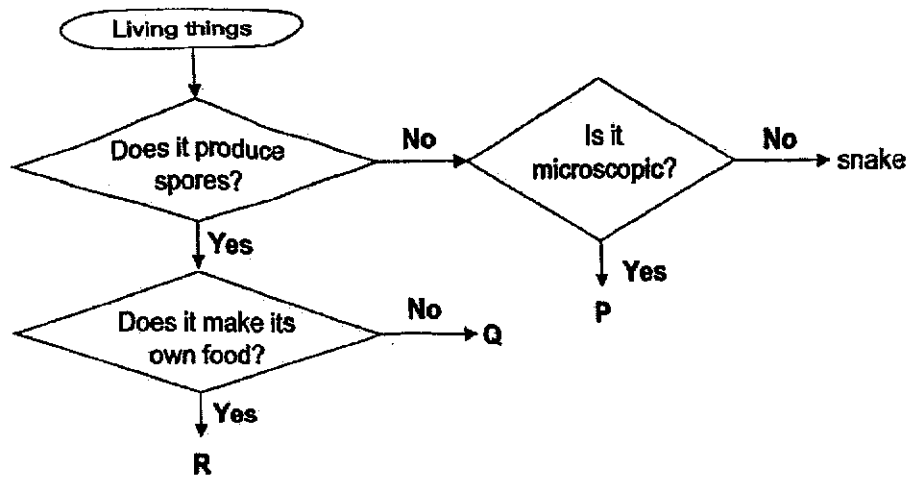 Living things
Does it produce
spores?
No
Is it
microscopic?
No
snake
Yes
Yes
P
Does it make its
own food?
No
Q
Yes
R